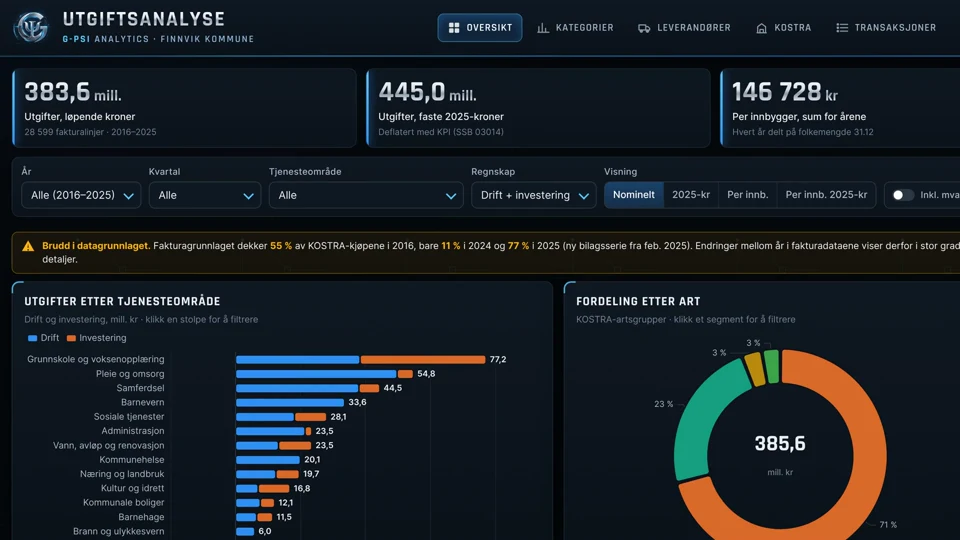 UTGIFTSANALYSE
G-PSI ANALYTICS · FINNVIK KOMMUNE
OVERSIKT
KATEGORIER
LEVERANDØRER
KOSTRA
TRANSAKSJONER
383,6 mill.
Utgifter, løpende kroner
28 599 fakturalinjer · 2016–2025
445,0 mill.
Utgifter, faste 2025-kroner
Deflatert med KPI (SSB 03014)
146 728 kr
Per innbygger, sum for årene
Hvert år delt på folkemengde 31.12
År
Kvartal
Tjenesteområde
Regnskap
Visning
Alle (2016–2025)
Alle
Alle
Drift + investering
Nominelt
2025-kr
Per innb.
Per innb. 2025-kr
Inkl. mva
Brudd i datagrunnlaget. Fakturagrunnlaget dekker 55 % av KOSTRA-kjøpene i 2016, bare 11 % i 2024 og 77 % i 2025 (ny bilagsserie fra feb. 2025). Endringer mellom år i fakturadataene viser derfor i stor grad
detaljer.
UTGIFTER ETTER TJENESTEOMRÅDE
Drift og investering, mill. kr · klikk en stolpe for å filtrere
Drift
Investering
Grunnskole og voksenopplæring 77,2
Pleie og omsorg 54,8
Samferdsel 44,5
Barnevern 33,6
Sosiale tjenester 28,1
Administrasjon 23,5
Vann, avløp og renovasjon 23,5
Kommunehelse 20,1
Næring og landbruk 19,7
Kultur og idrett 16,8
Kommunale boliger 12,1
Barnehage 11,5
Brann og ulykkesvern 6,0
FORDELING ETTER ART
KOSTRA-artsgrupper · klikk et segment for å filtrere
3 %
3 %
23 %
385,6
mill. kr
71 %